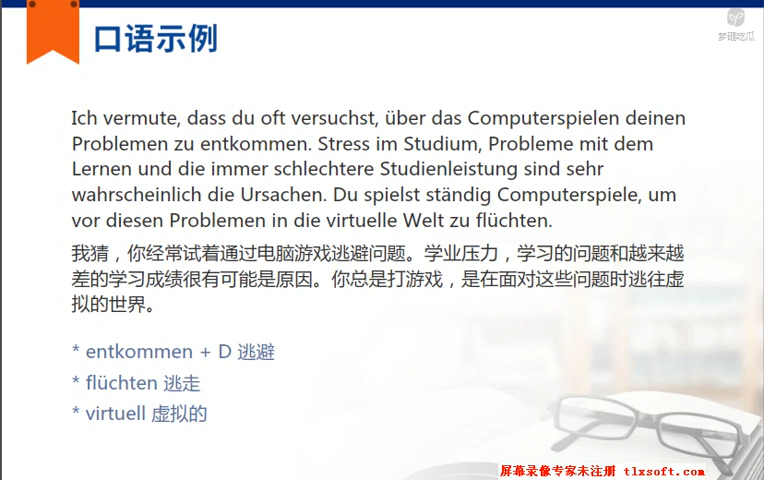 口语示例
梦砸吃瓜
Ich vermute, dass du oft versuchst, über das Computerspielen deinen
Problemen zu entkommen. Stress im Studium, Probleme mit dem
Lernen und die immer schlechtere Studienleistung sind sehr
wahrscheinlich die Ursachen. Du spielst ständig Computerspiele, um
vor diesen Problemen in die virtuelle Welt zu flüchten.
我猜，你经常试着通过电脑游戏逃避问题。学业压力，学习的问题和越来越
差的学习成绩很有可能是原因。你总是打游戏，是在面对这些问题时逃往虚
拟的世界。
* entkommen + D 逃避
* flüchten 逃走
* virtuell 虚拟的
屏幕录像专家未注册 tlxsoft.com